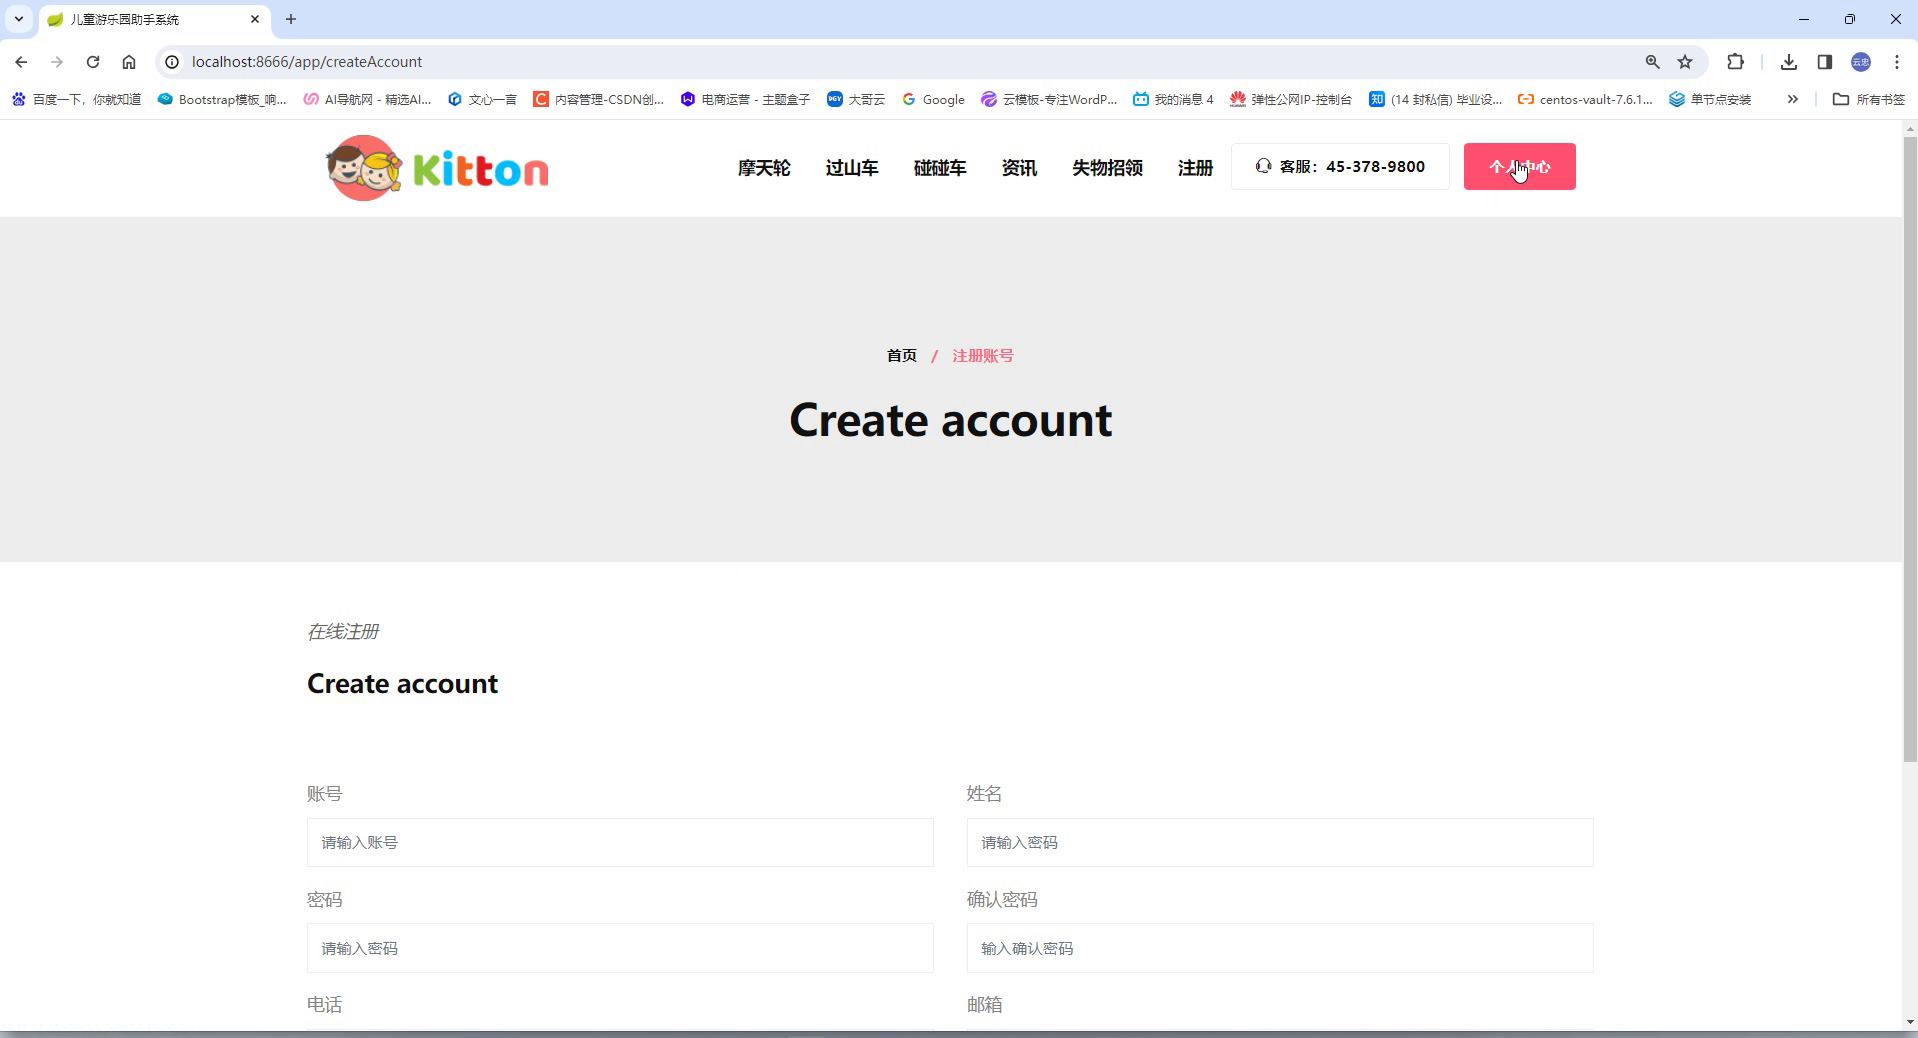 儿童游乐园助手系统
localhost:8666/app/createAccount
百度一下，你就知道 Bootstrap模板_响... AI导航网 - 精选AI... 文心一言 内容管理-CSDN创... 电商运营 - 主题盒子 大哥云 Google 云模板-专注WordP... 我的消息 4 弹性公网IP-控制台 (14 封私信) 毕业设... centos-vault-7.6.1... 单节点安装 » 所有书签
Kitton 摩天轮 过山车 碰碰车 资讯 失物招领 注册 客服：45-378-9800 个人中心
首页 / 注册账号
Create account
在线注册
Create account
账号 姓名
请输入账号 请输入密码
密码 确认密码
请输入密码 输入确认密码
电话 邮箱